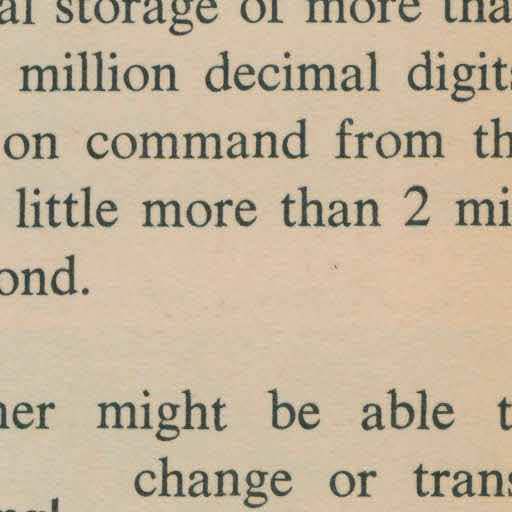 al storage of more tha
million decimal digits
on command from th
little more than 2 mi
ond.
her might be able t
change or trans